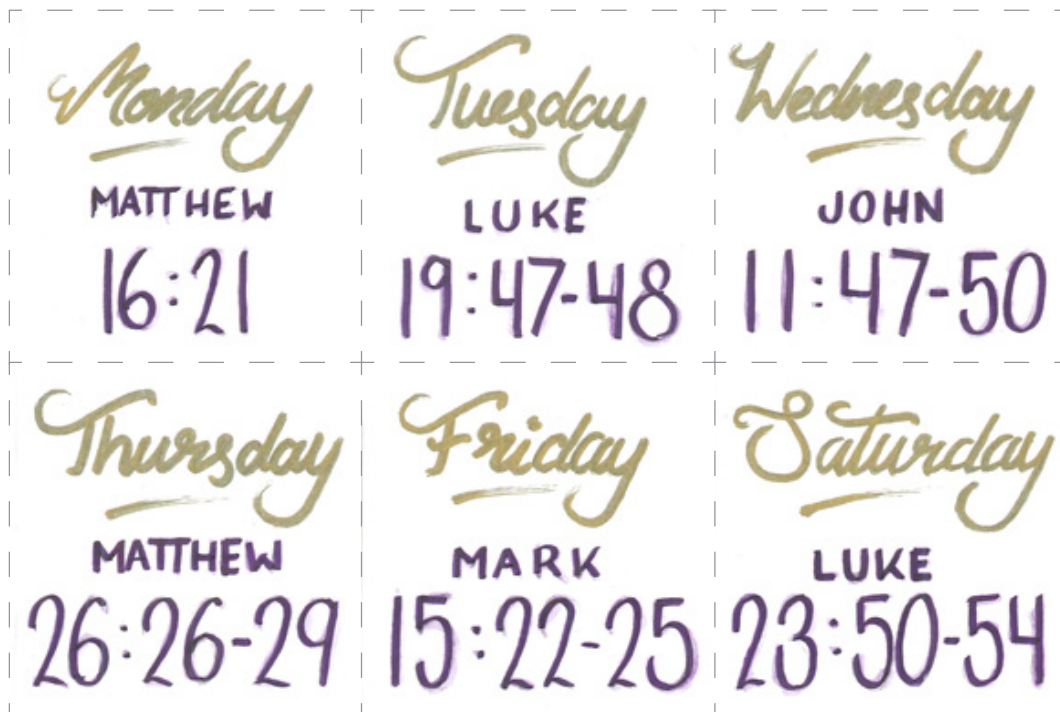 Monday
MATTHEW
16:21
Tuesday
LUKE
19:47-48
Wednesday
JOHN
11:47-50
Thursday
MATTHEW
26:26-29
Friday
MARK
15:22-25
Saturday
LUKE
23:50-54